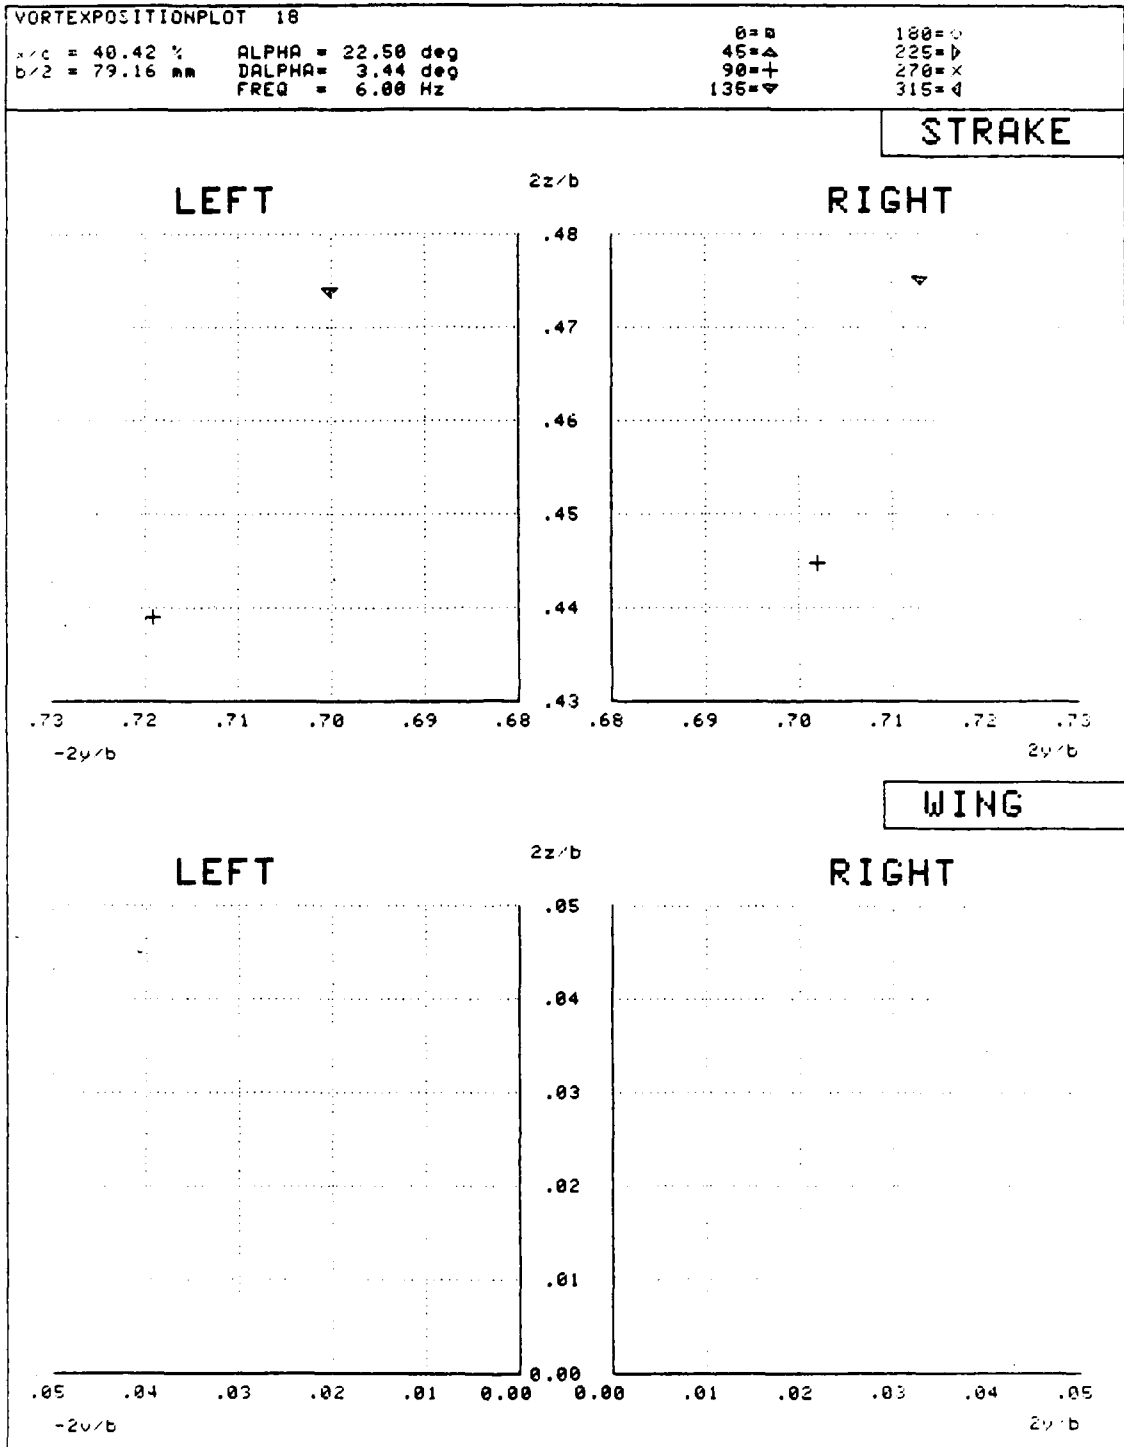 VORTEXPOSITIONPLOT 18
x/c = 40.42 % ALPHA = 22.50 deg
b/2 = 79.16 mm DALPHA= 3.44 deg
FREQ = 6.00 Hz
0= 180=
45= 225=
90=+ 270=×
135= 315=
STRAKE
2z/b
LEFT RIGHT
.48
.47
.46
.45
.44
.43
.73 .72 .71 .70 .69 .68 .68 .69 .70 .71 .72 .73
-2y/b 2y/b
WING
2z/b
LEFT RIGHT
.05
.04
.03
.02
.01
0.00
.05 .04 .03 .02 .01 0.00 0.00 .01 .02 .03 .04 .05
-2y/b 2y/b